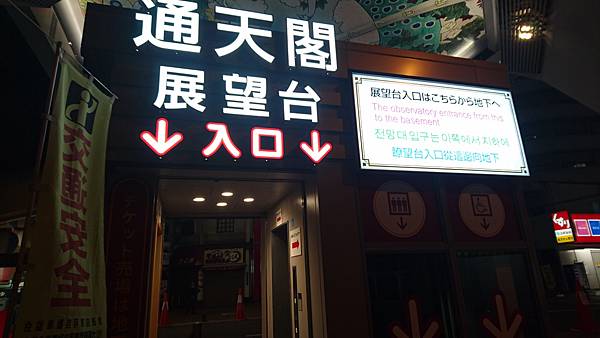 通天閣
展望台
↓入口↓
展望台入口はこちらから地下へ
The observatory entrance from this
to the basement
전망대 입구는 이쪽에서 지하에
瞭望台入口從這邊向地下
交通安全